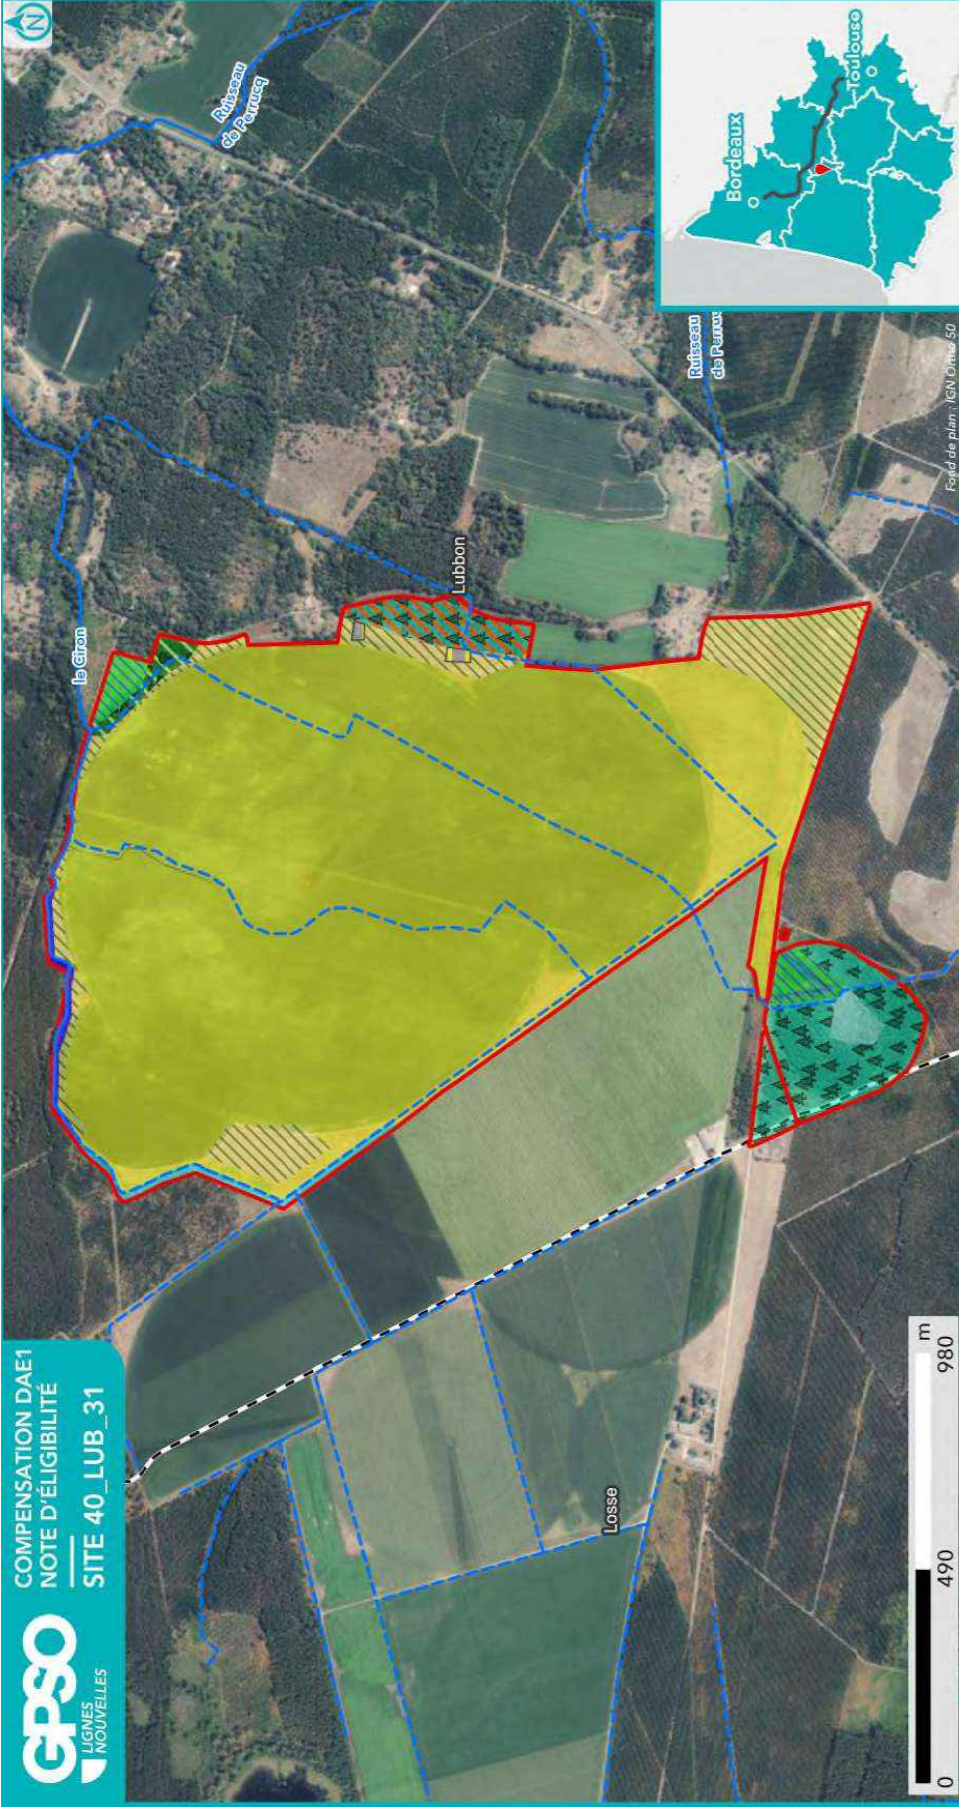 GPSO
LIGNES
NOUVELLES
COMPENSATION DAE1
NOTE D'ÉLIGIBILITÉ
SITE 40_LUB_31
N
le Ciron
Ruisseau
de Perrucq
Lubbon
Losse
Ruisseau
de Perruc
Bordeaux
Toulouse
0 490 980
m
Fond de plan : IGN Ortho 50